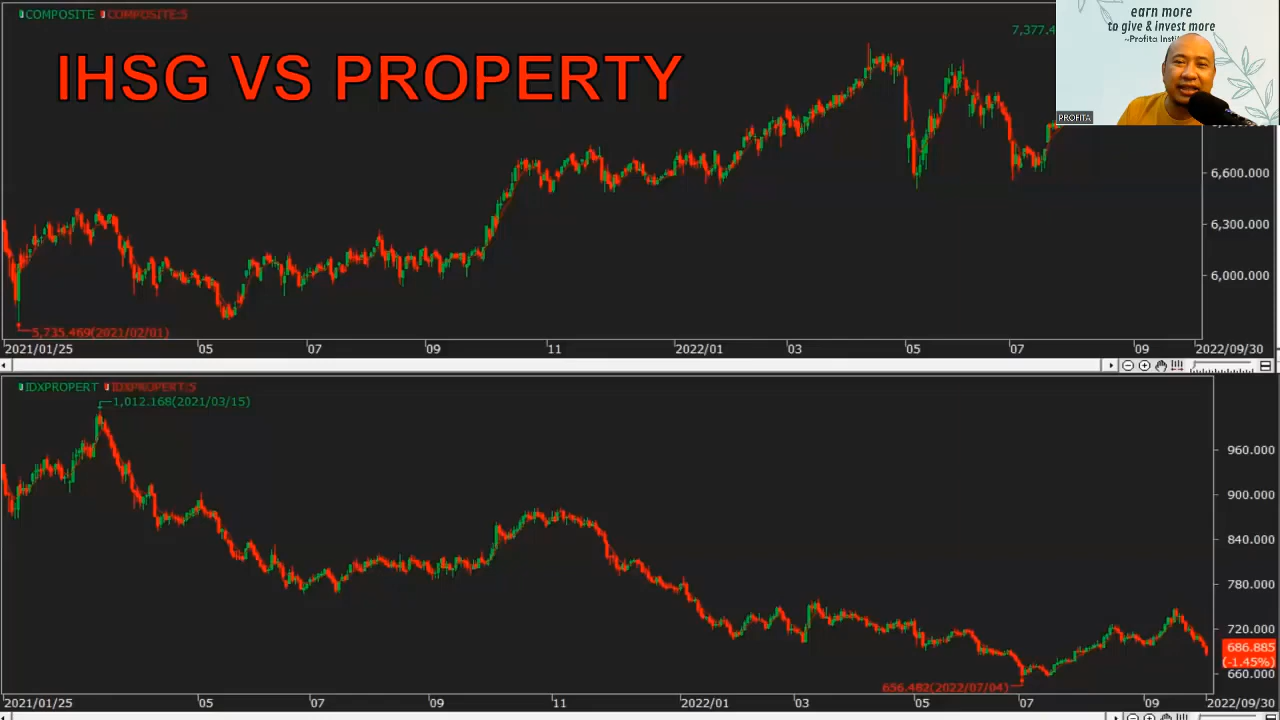 COMPOSITE COMPOSITE:5
IHSG VS PROPERTY
earn more
to give & invest more
PROFITA
6,600.000
6,300.000
6,000.000
5,735.469(2021/02/01)
2021/01/25 05 07 09 11 2022/01 03 05 07 09 2022/09/30
IDXPROPERT IDXPROPERT:5
1,012.168(2021/03/15)
960.000
900.000
840.000
780.000
720.000
686.885
(-1.45%)
660.000
656.482(2022/07/04)
2021/01/25 05 07 09 11 2022/01 03 05 07 09 2022/09/30